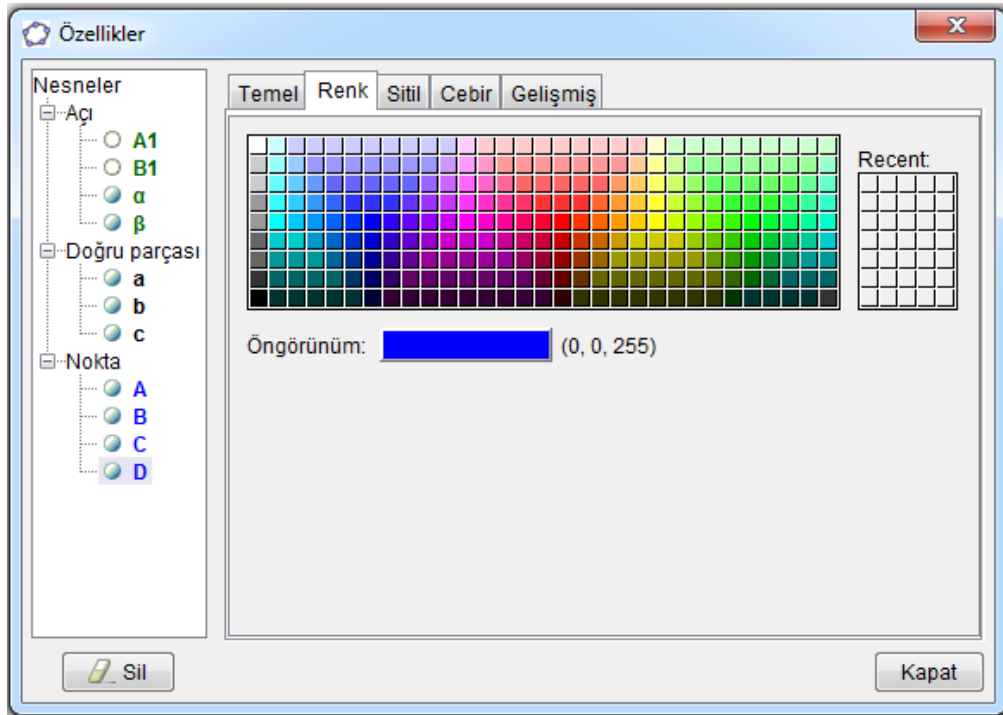 Özellikler
Nesneler
Açı
A1
B1
α
β
Doğru parçası
a
b
c
Nokta
A
B
C
D
Temel Renk Sitil Cebir Gelişmiş
Recent:
Öngörünüm: (0, 0, 255)
Sil
Kapat